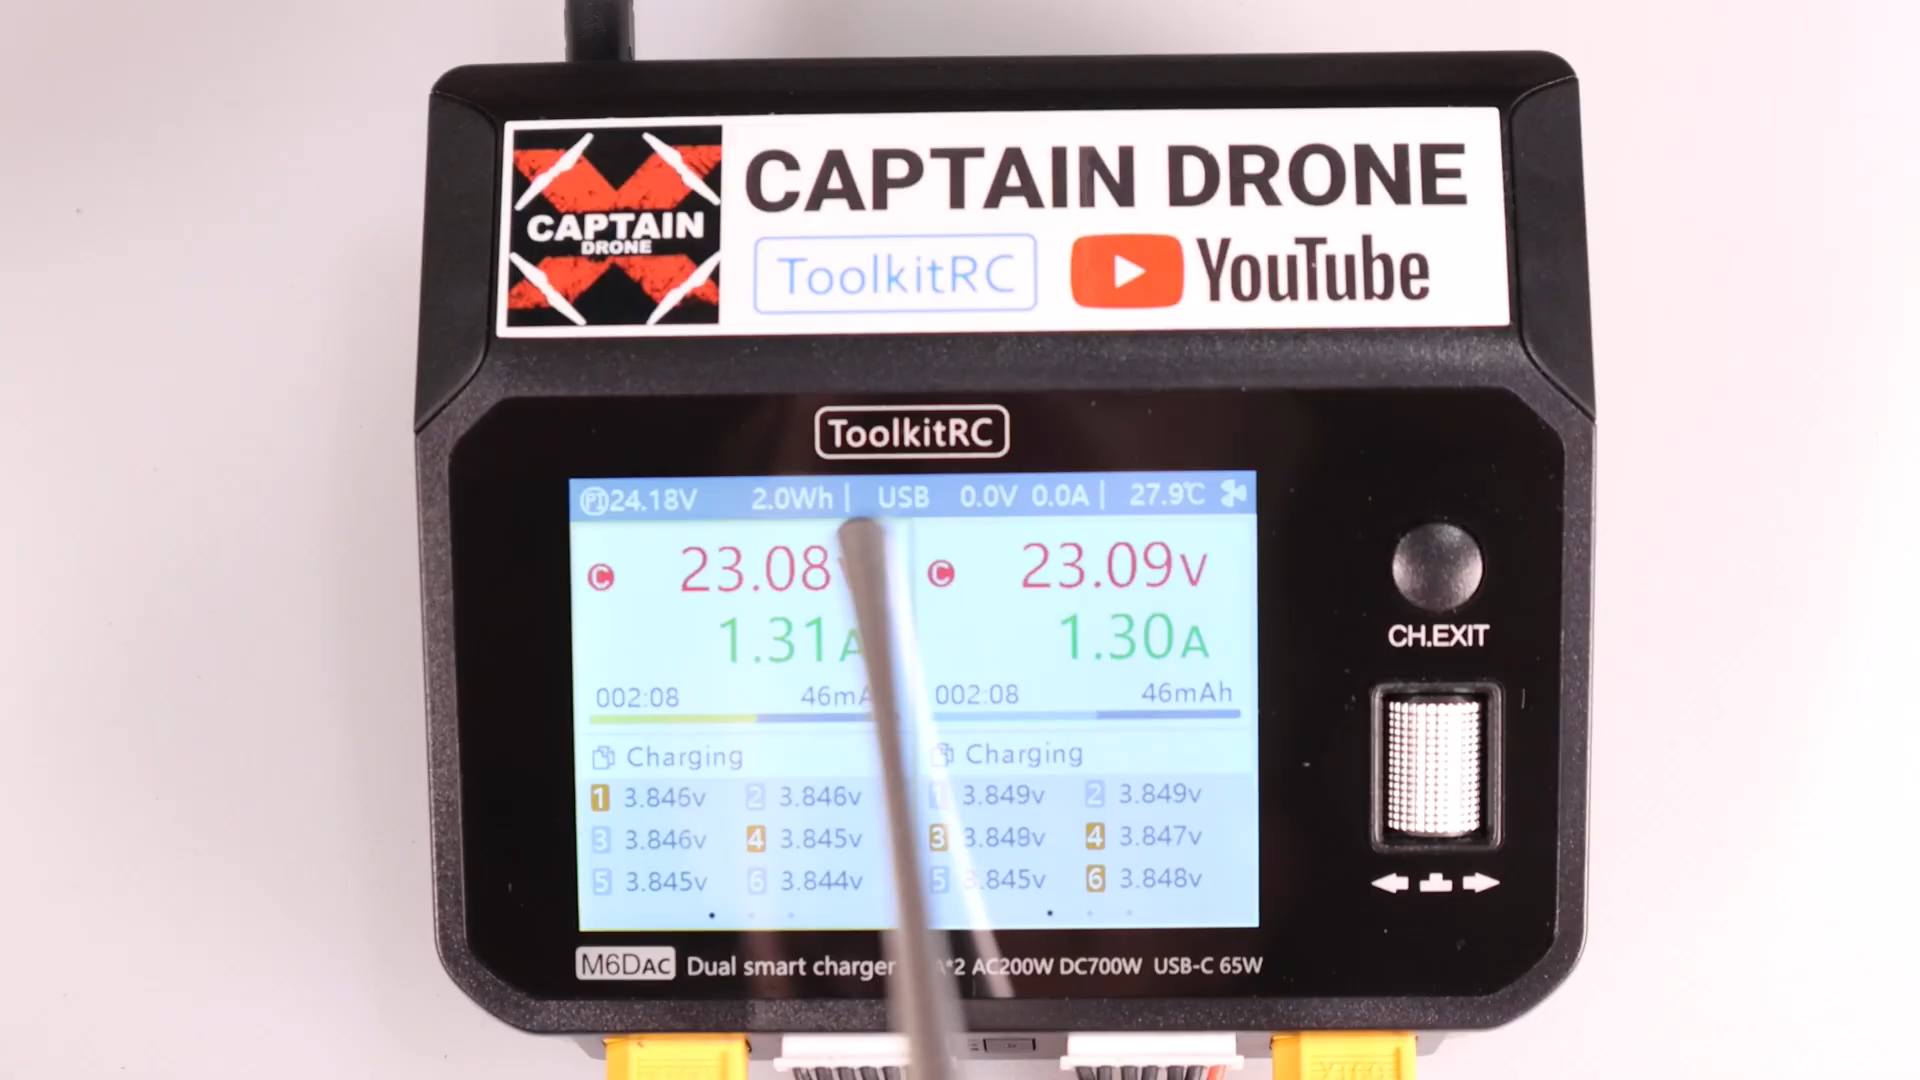 CAPTAIN
DRONE
CAPTAIN DRONE
ToolkitRC YouTube
ToolkitRC
24.18V 2.0Wh | USB 0.0V 0.0A | 27.9℃
C 23.08 C 23.09V
1.31A 1.30A
002:08 46mA 002:08 46mAh
Charging Charging
1 3.846v 2 3.846v 1 3.849v 2 3.849v
3 3.846v 4 3.845v 3 3.848v 4 3.847v
5 3.845v 6 3.844v 5 3.845v 6 3.848v
CH.EXIT
M6DAC Dual smart charger *2 AC200W DC700W USB-C 65W